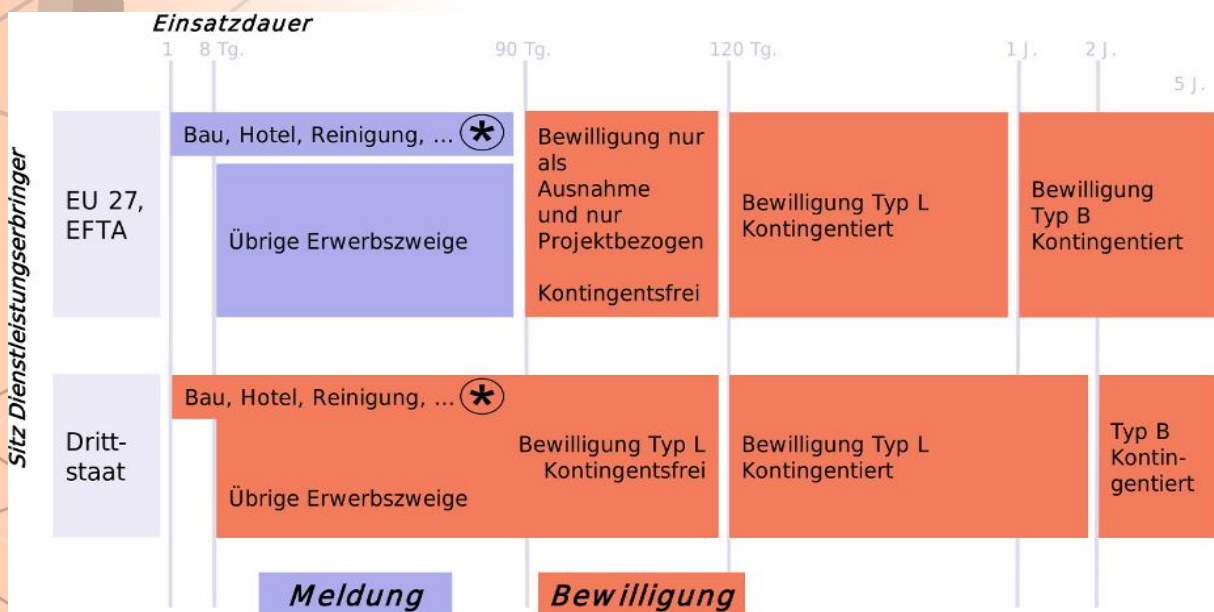 Einsatzdauer
1
8 Tg.
90 Tg.
120 Tg.
1 J.
2 J.
5 J.
Sitz Dienstleistungserbringer
EU 27,
EFTA
Bau, Hotel, Reinigung, ... *
Übrige Erwerbszweige
Bewilligung nur
als
Ausnahme
und nur
Projektbezogen
Kontingentsfrei
Bewilligung Typ L
Kontingentiert
Bewilligung
Typ B
Kontingentiert
Dritt-
staat
Bau, Hotel, Reinigung, ... *
Übrige Erwerbszweige
Bewilligung Typ L
Kontingentsfrei
Bewilligung Typ L
Kontingentiert
Typ B
Kontin-
gentiert
Meldung
Bewilligung